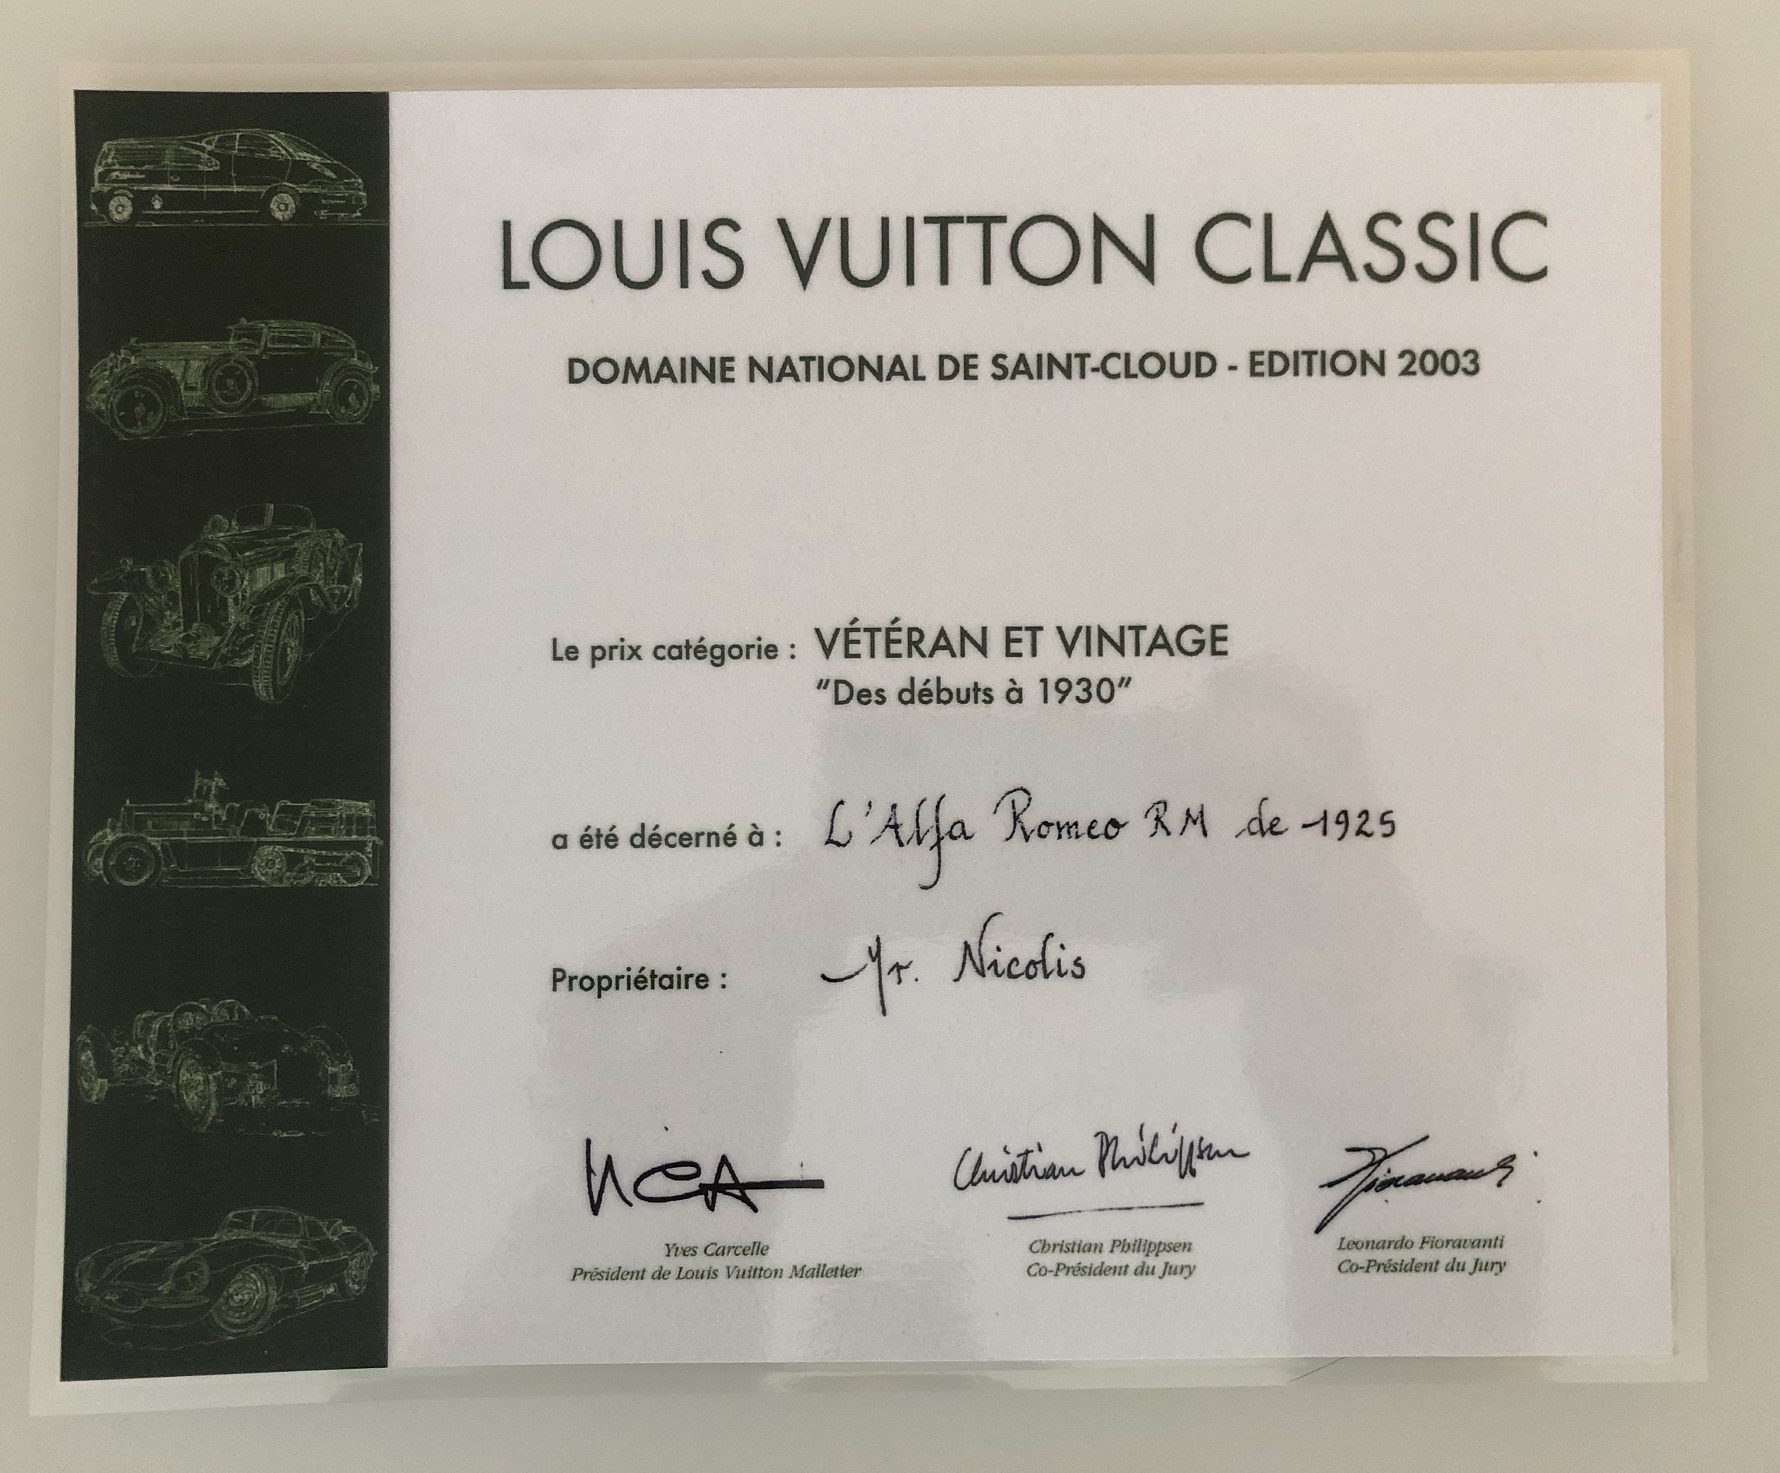 LOUIS VUITTON CLASSIC
DOMAINE NATIONAL DE SAINT-CLOUD - EDITION 2003
Le prix catégorie : VÉTÉRAN ET VINTAGE
"Des débuts à 1930"
a été décerné à : L'Alfa Romeo RM de 1925
Propriétaire : Mr. Nicolis
Christian Philippsen
Fioravanti
Yves Carcelle
Président de Louis Vuitton Malletier
Christian Philippsen
Co-Président du Jury
Leonardo Fioravanti
Co-Président du Jury